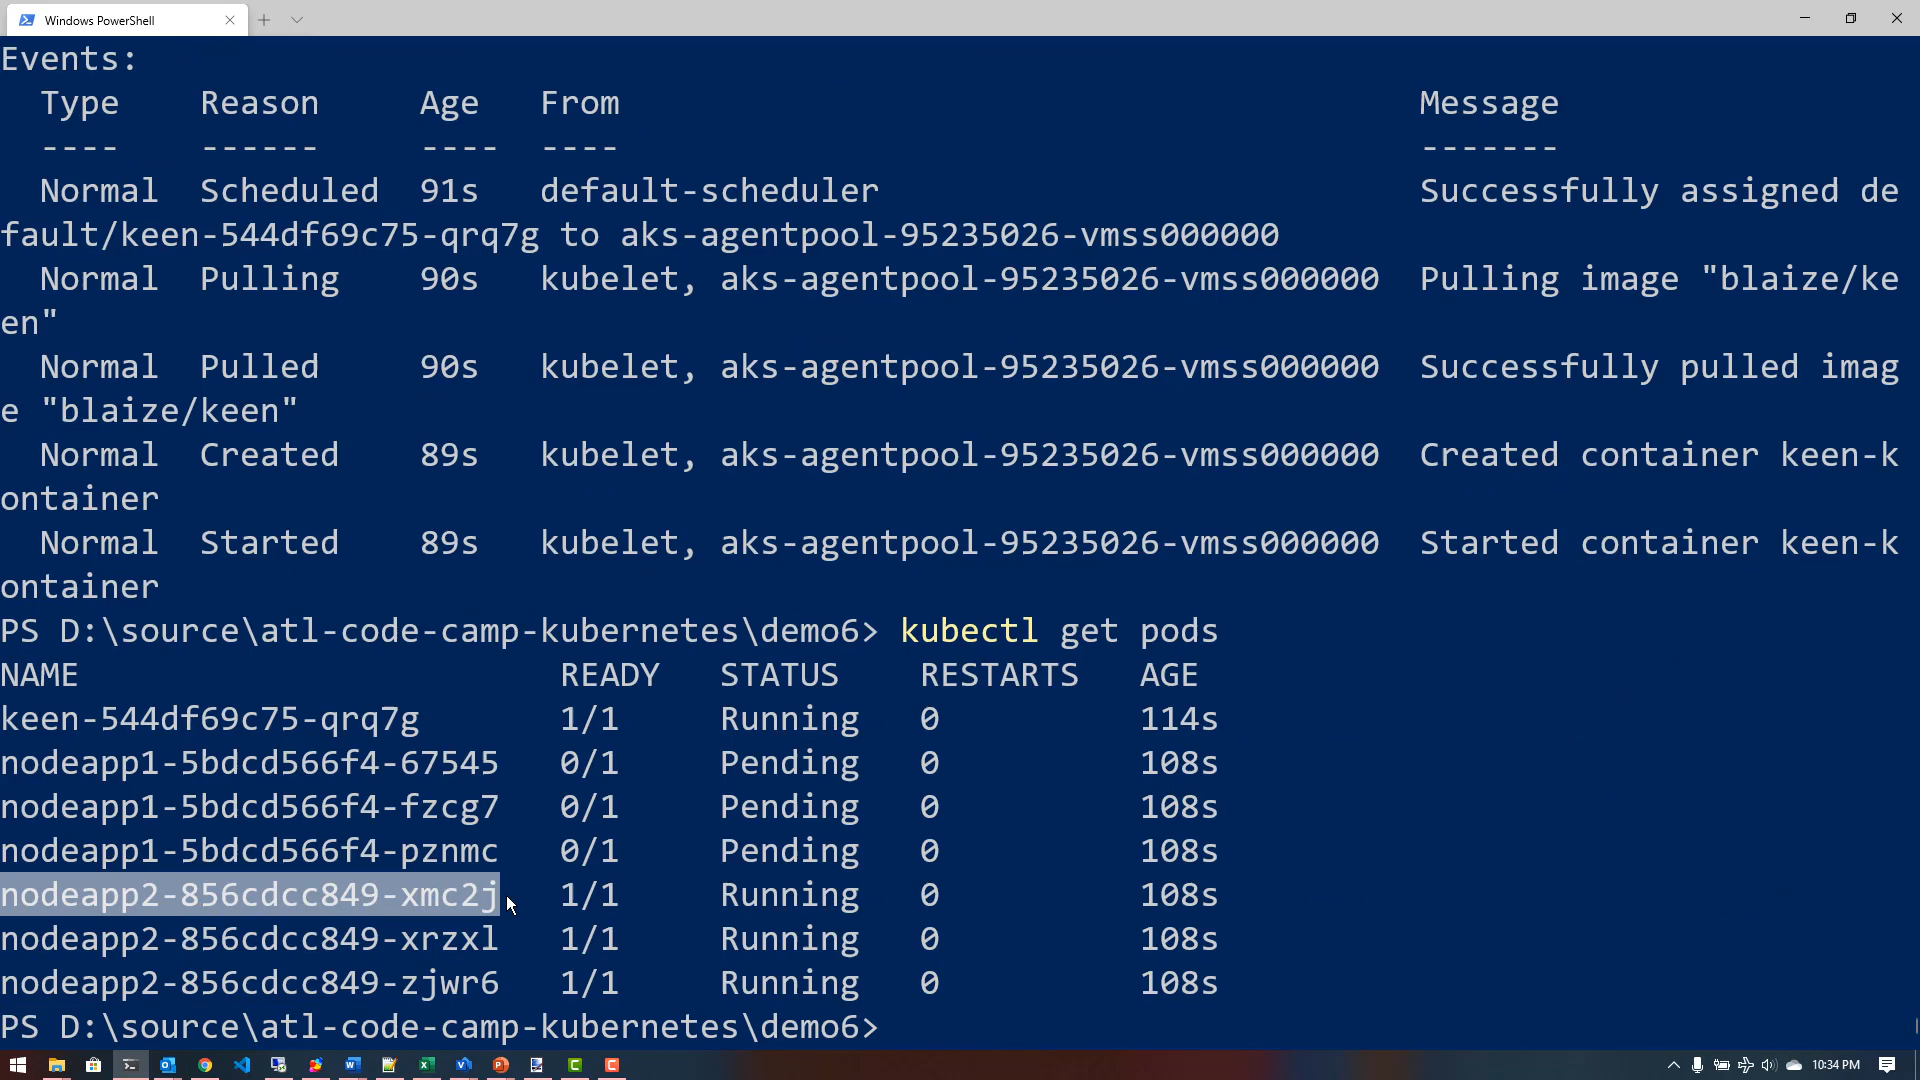 Windows PowerShell
Events:
Type Reason Age From Message
---- ------ ---- ---- -------
Normal Scheduled 91s default-scheduler Successfully assigned de
fault/keen-544df69c75-qrq7g to aks-agentpool-95235026-vmss000000
Normal Pulling 90s kubelet, aks-agentpool-95235026-vmss000000 Pulling image "blaize/ke
en"
Normal Pulled 90s kubelet, aks-agentpool-95235026-vmss000000 Successfully pulled imag
e "blaize/keen"
Normal Created 89s kubelet, aks-agentpool-95235026-vmss000000 Created container keen-k
ontainer
Normal Started 89s kubelet, aks-agentpool-95235026-vmss000000 Started container keen-k
ontainer
PS D:\source\atl-code-camp-kubernetes\demo6> kubectl get pods
NAME READY STATUS RESTARTS AGE
keen-544df69c75-qrq7g 1/1 Running 0 114s
nodeapp1-5bdcd566f4-67545 0/1 Pending 0 108s
nodeapp1-5bdcd566f4-fzcg7 0/1 Pending 0 108s
nodeapp1-5bdcd566f4-pznmc 0/1 Pending 0 108s
nodeapp2-856cdcc849-xmc2j 1/1 Running 0 108s
nodeapp2-856cdcc849-xrzxl 1/1 Running 0 108s
nodeapp2-856cdcc849-zjwr6 1/1 Running 0 108s
PS D:\source\atl-code-camp-kubernetes\demo6>
10:34 PM